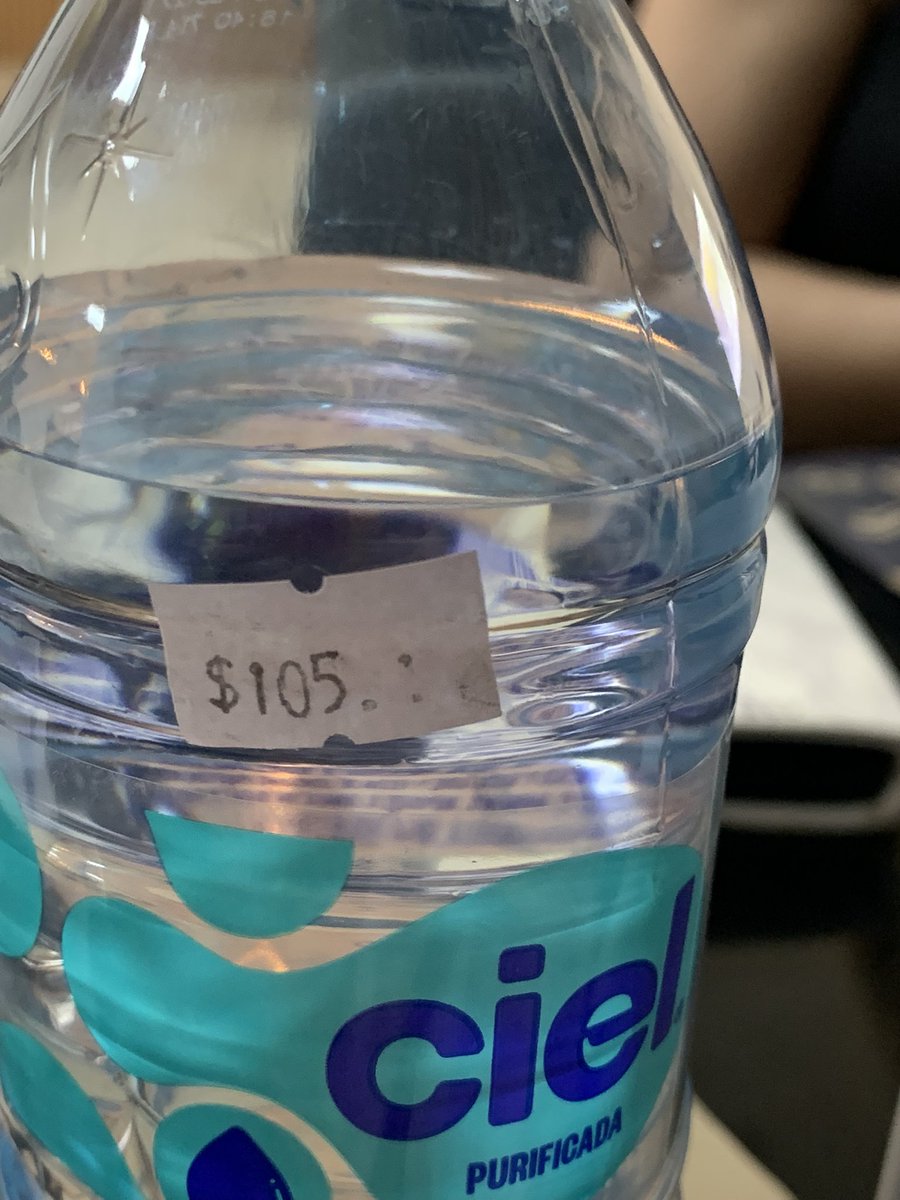 $105.
ciel
PURIFICADA